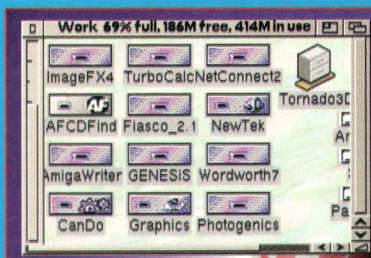 Work 69% full, 186M free, 414M in use
ImageFX4 TurboCalc NetConnect2
Tornado3D
AFCDFind Fiasco_2.1 NewTek
AmigaWriter GENESiS Wordworth7
CanDo Graphics Photogenics